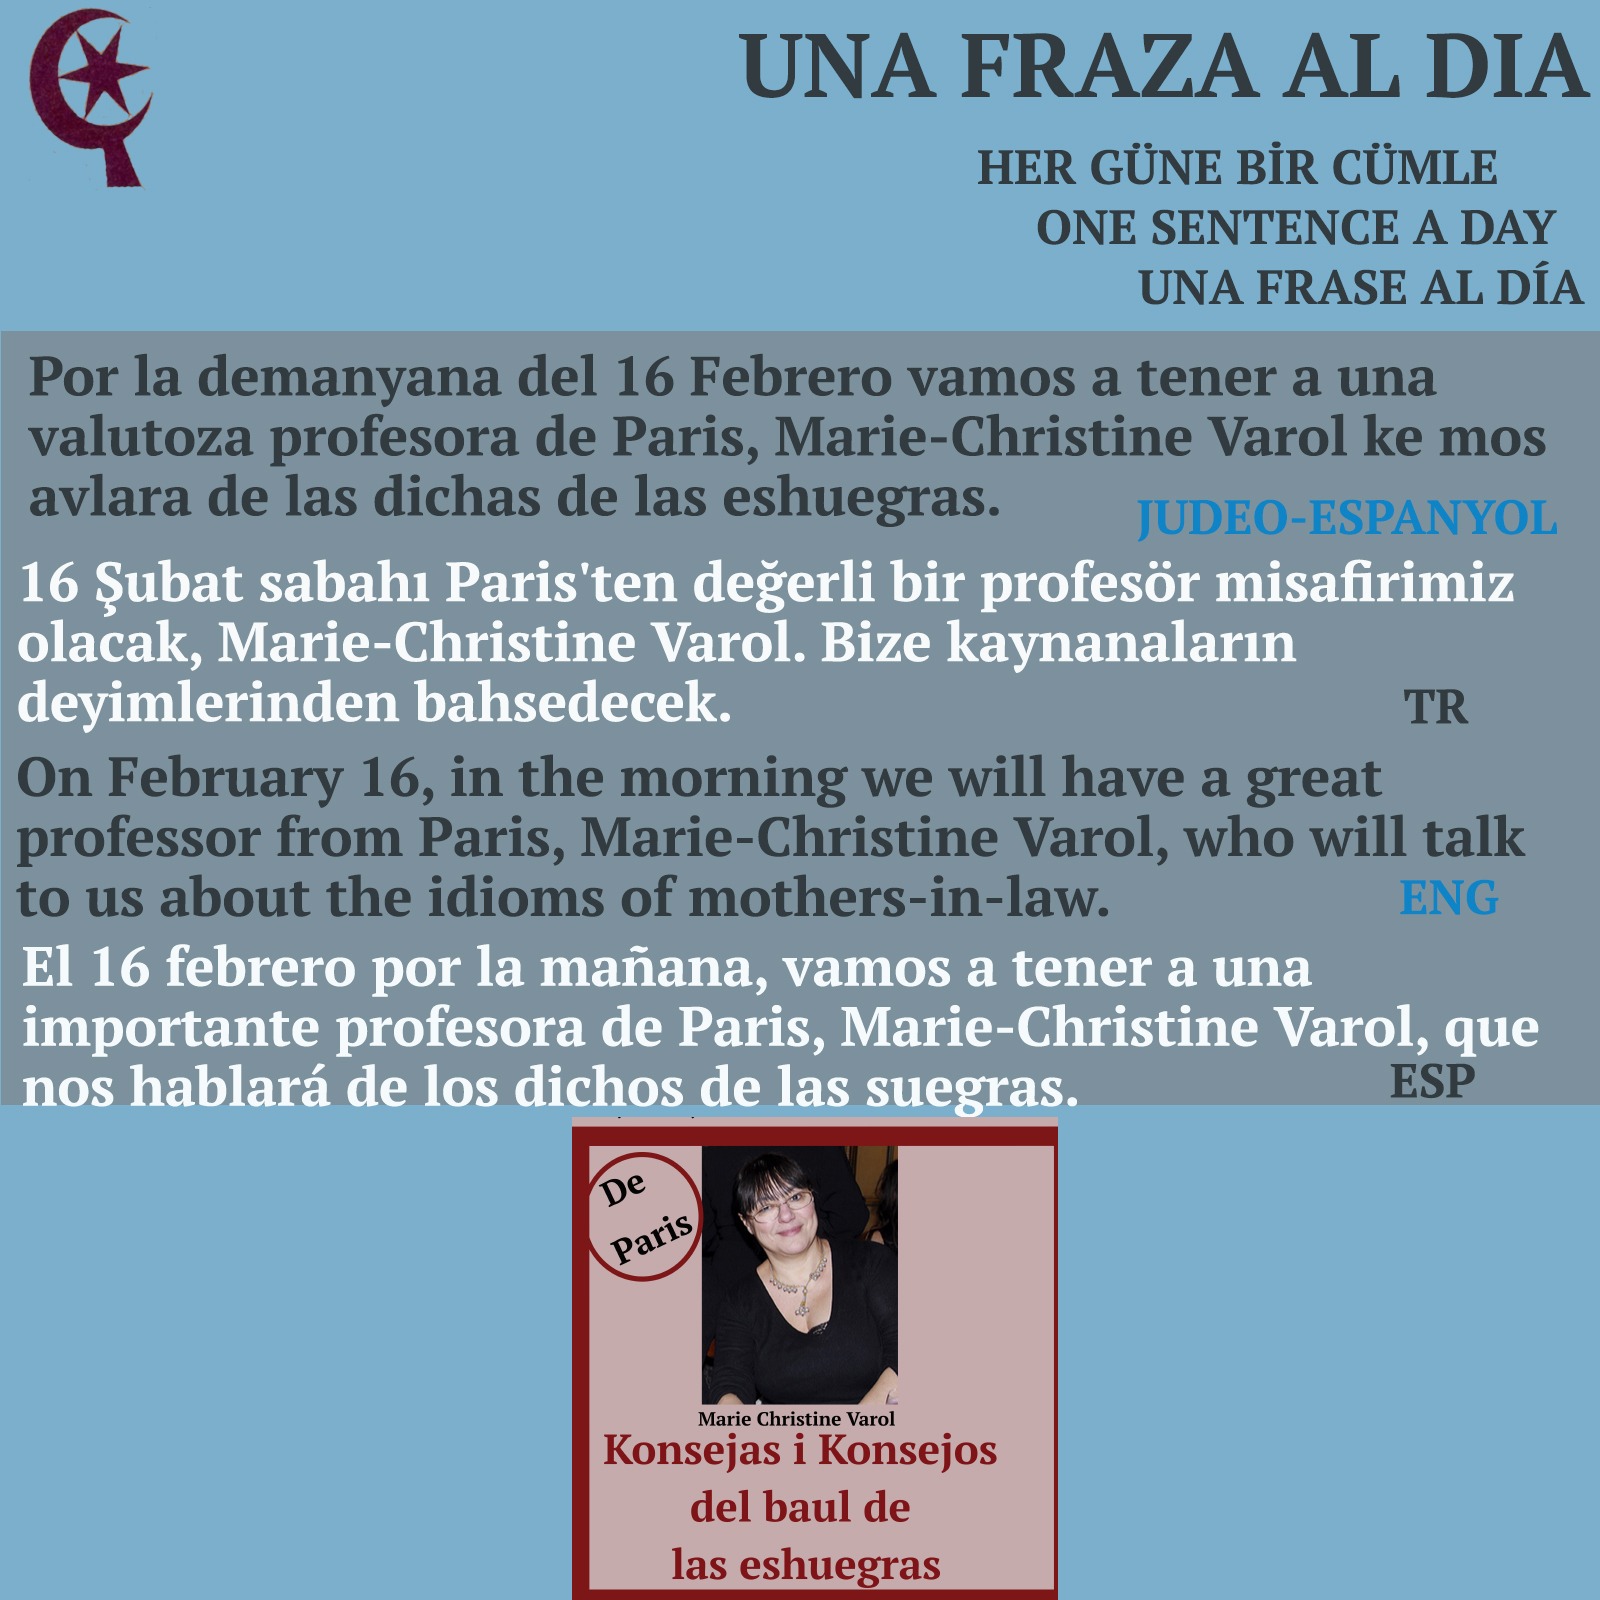 UNA FRAZA AL DIA
HER GÜNE BİR CÜMLE
ONE SENTENCE A DAY
UNA FRASE AL DÍA
Por la demanyana del 16 Febrero vamos a tener a una
valutoza profesora de Paris, Marie-Christine Varol ke mos
avlara de las dichas de las eshuegras.
JUDEO-ESPANYOL
16 Şubat sabahı Paris'ten değerli bir profesör misafirimiz
olacak, Marie-Christine Varol. Bize kaynanaların
deyimlerinden bahsedecek.
TR
On February 16, in the morning we will have a great
professor from Paris, Marie-Christine Varol, who will talk
to us about the idioms of mothers-in-law.
ENG
El 16 febrero por la mañana, vamos a tener a una
importante profesora de Paris, Marie-Christine Varol, que
nos hablará de los dichos de las suegras.
ESP
De
Paris
Marie Christine Varol
Konsejas i Konsejos
del baul de
las eshuegras